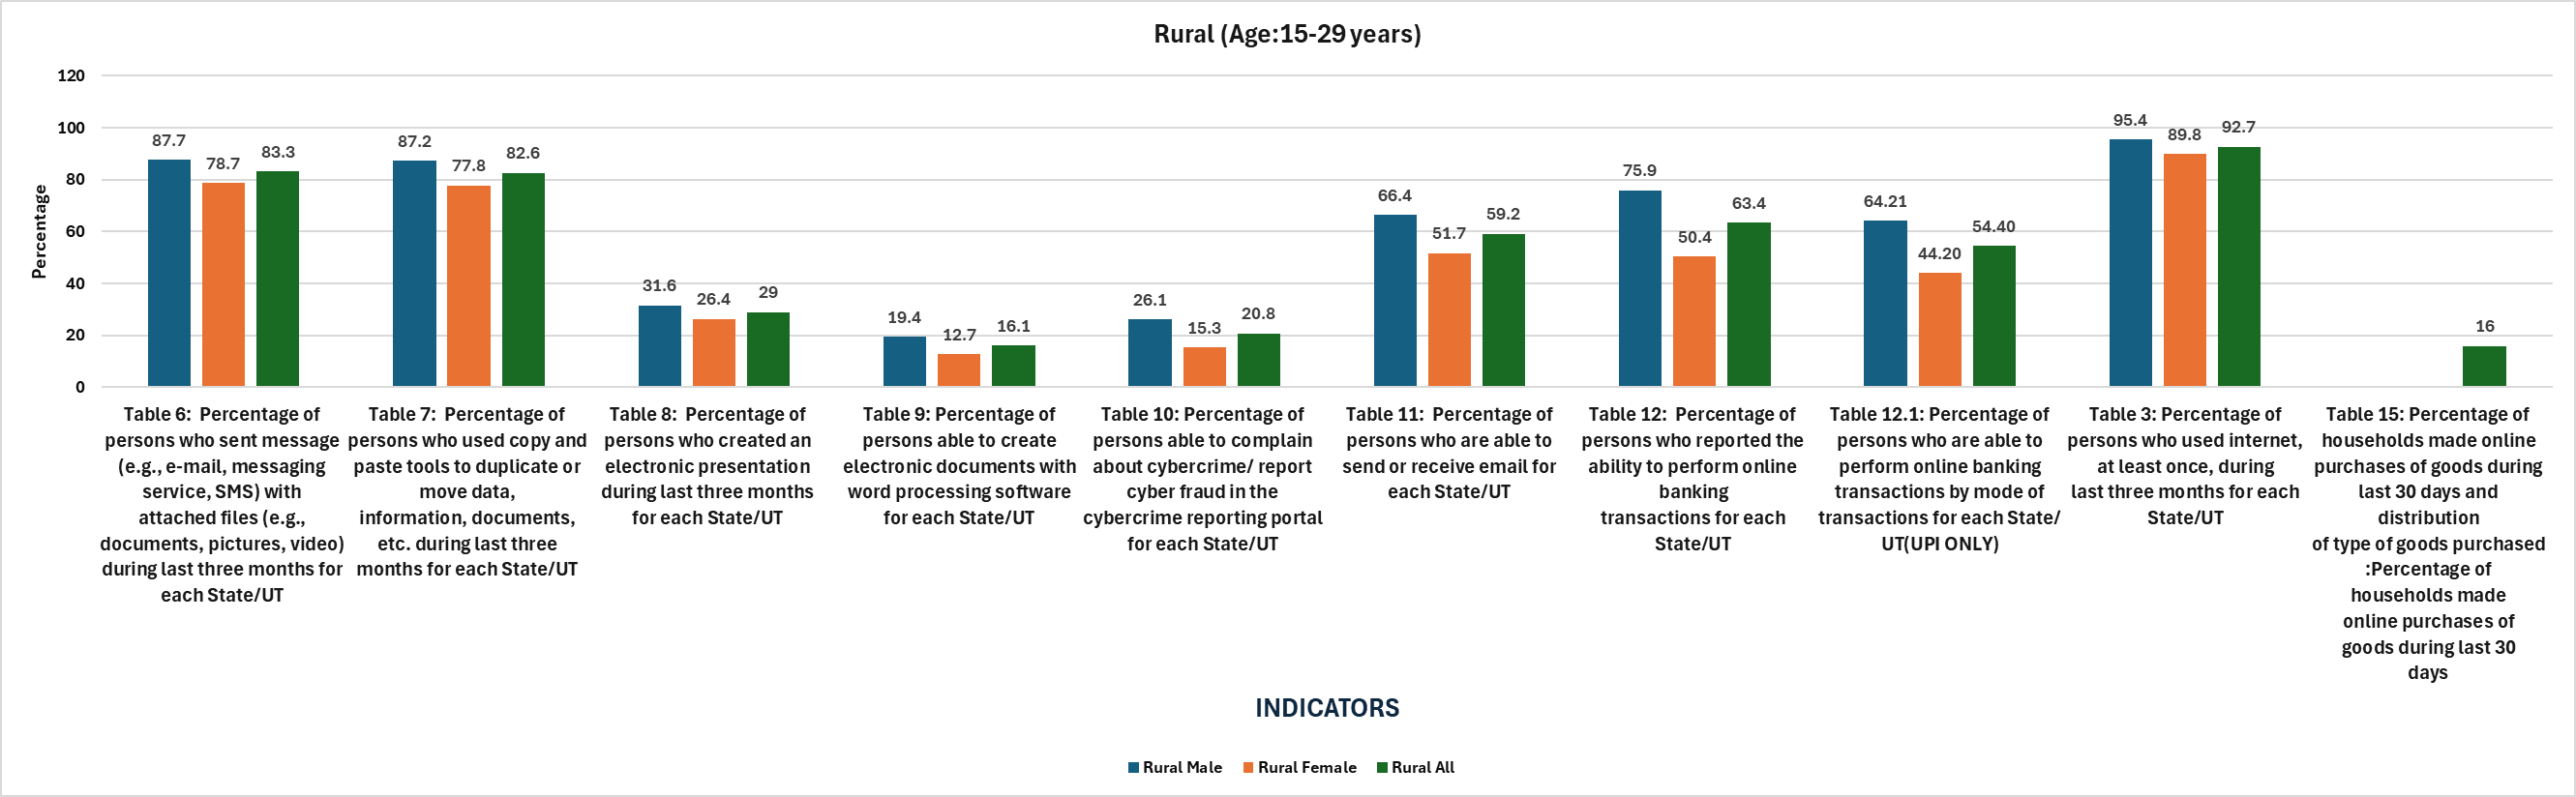 Rural (Age:15-29 years)
120
100
80
60
40
20
0
Percentage
87.7
78.7
83.3
87.2
77.8
82.6
31.6
26.4
29
19.4
12.7
16.1
26.1
15.3
20.8
66.4
51.7
59.2
75.9
50.4
63.4
64.21
44.20
54.40
95.4
89.8
92.7
16
Table 6: Percentage of
persons who sent message
(e.g., e-mail, messaging
service, SMS) with
attached files (e.g.,
documents, pictures, video)
during last three months for
each State/UT
Table 7: Percentage of
persons who used copy and
paste tools to duplicate or
move data,
information, documents,
etc. during last three
months for each State/UT
Table 8: Percentage of
persons who created an
electronic presentation
during last three months
for each State/UT
Table 9: Percentage of
persons able to create
electronic documents with
word processing software
for each State/UT
Table 10: Percentage of
persons able to complain
about cybercrime/ report
cyber fraud in the
cybercrime reporting portal
for each State/UT
Table 11: Percentage of
persons who are able to
send or receive email for
each State/UT
Table 12: Percentage of
persons who reported the
ability to perform online
banking
transactions for each
State/UT
Table 12.1: Percentage of
persons who are able to
perform online banking
transactions by mode of
transactions for each State/
UT(UPI ONLY)
Table 3: Percentage of
persons who used internet,
at least once, during
last three months for each
State/UT
Table 15: Percentage of
households made online
purchases of goods during
last 30 days and
distribution
of type of goods purchased
:Percentage of
households made
online purchases of
goods during last 30
days
INDICATORS
Rural Male
Rural Female
Rural All